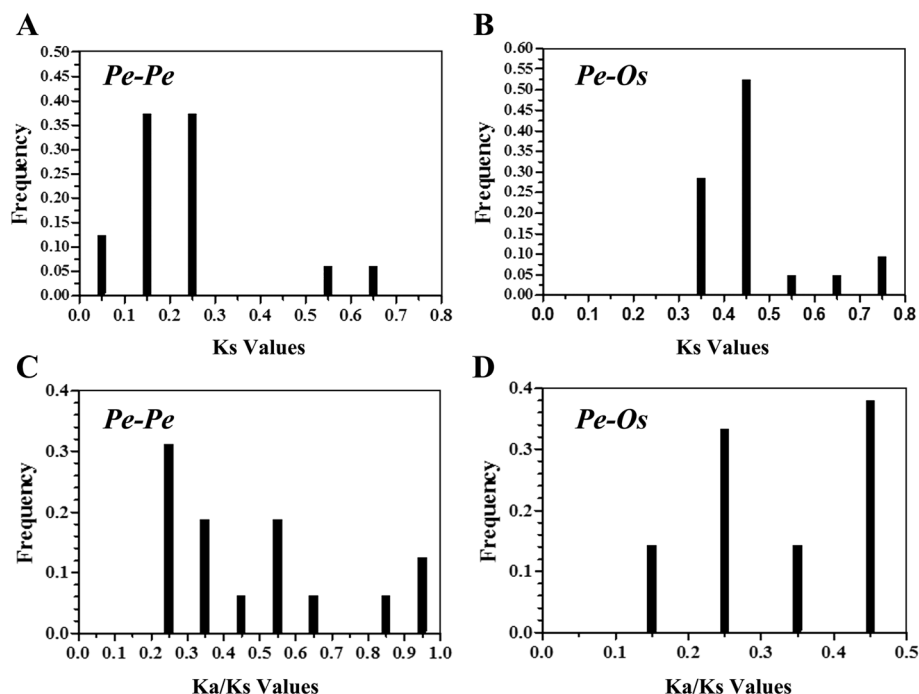 A
Pe-Pe
Frequency
0.50
0.45
0.40
0.35
0.30
0.25
0.20
0.15
0.10
0.05
0.00
0.0 0.1 0.2 0.3 0.4 0.5 0.6 0.7 0.8
Ks Values
B
Pe-Os
Frequency
0.60
0.55
0.50
0.45
0.40
0.35
0.30
0.25
0.20
0.15
0.10
0.05
0.00
0.0 0.1 0.2 0.3 0.4 0.5 0.6 0.7 0.8
Ks Values
C
Pe-Pe
Frequency
0.4
0.3
0.2
0.1
0.0
0.0 0.1 0.2 0.3 0.4 0.5 0.6 0.7 0.8 0.9 1.0
Ka/Ks Values
D
Pe-Os
Frequency
0.4
0.3
0.2
0.1
0.0
0.0 0.1 0.2 0.3 0.4 0.5
Ka/Ks Values